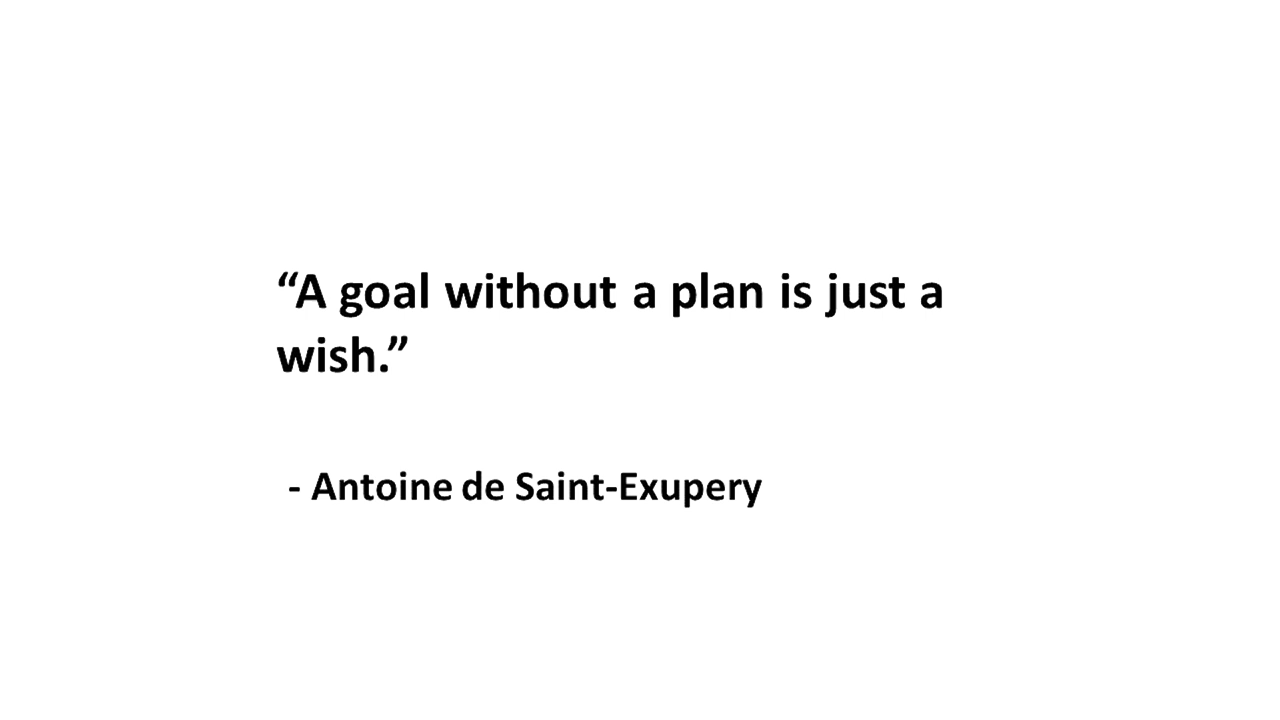 “A goal without a plan is just a
wish.”
- Antoine de Saint-Exupery